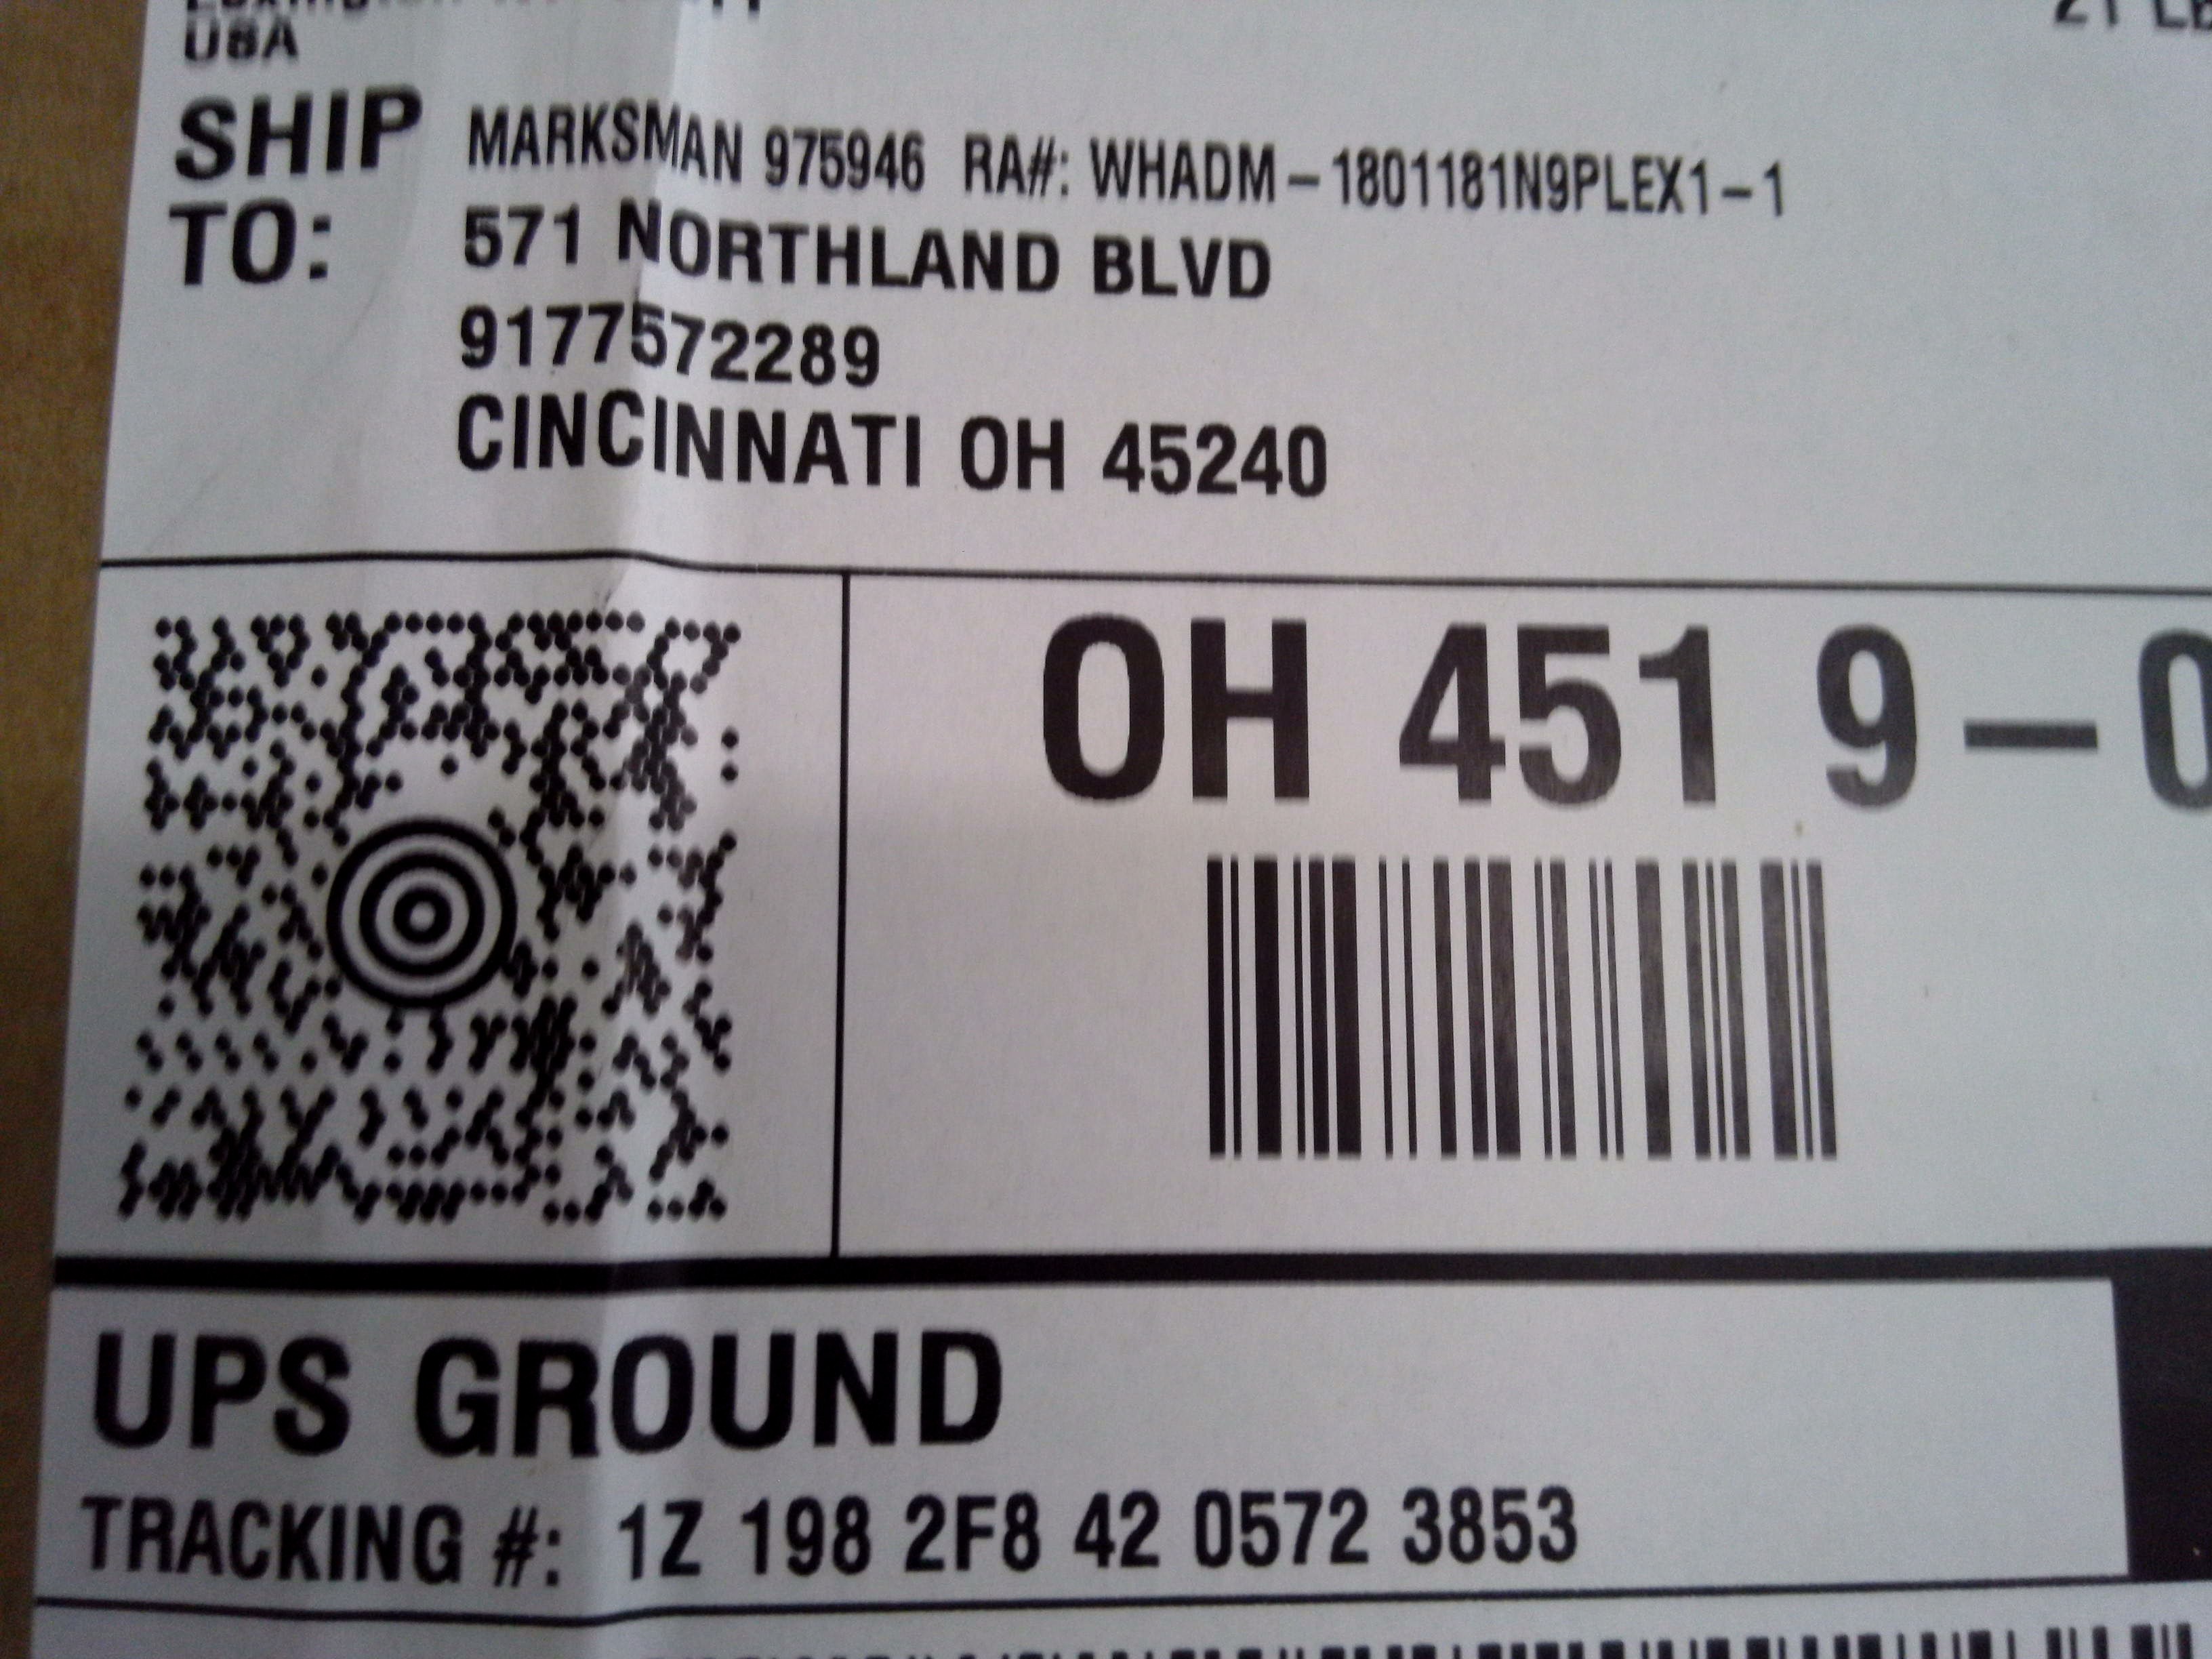 USA
SHIP TO:
MARKSMAN 975946 RA#: WHADM-1801181N9PLEX1-1
571 NORTHLAND BLVD
9177572289
CINCINNATI OH 45240
OH 451 9-0
UPS GROUND
TRACKING #: 1Z 198 2F8 42 0572 3853